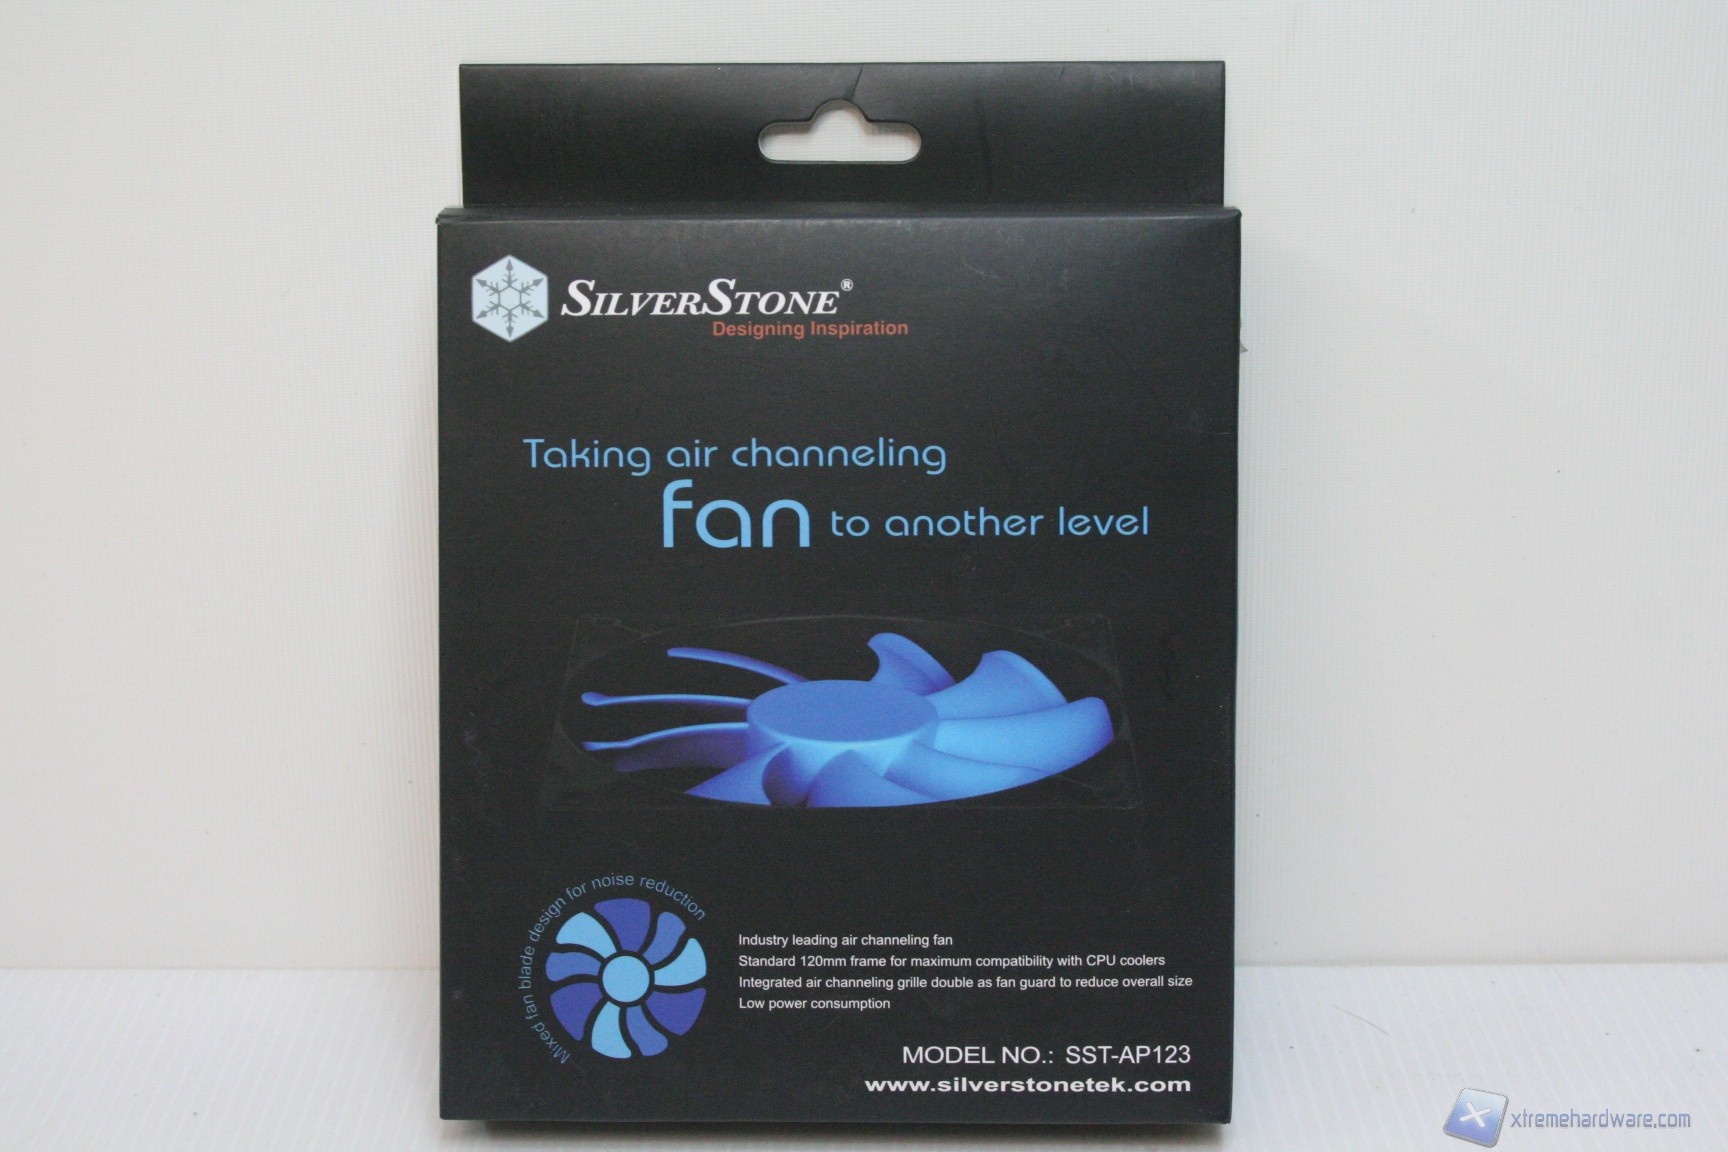 SILVERSTONE®
Designing Inspiration
Taking air channeling
fan to another level
Mixed fan blade design for noise reduction
Industry leading air channeling fan
Standard 120mm frame for maximum compatibility with CPU coolers
Integrated air channeling grille double as fan guard to reduce overall size
Low power consumption
MODEL NO.: SST-AP123
www.silverstonetek.com
xtremehardware.com